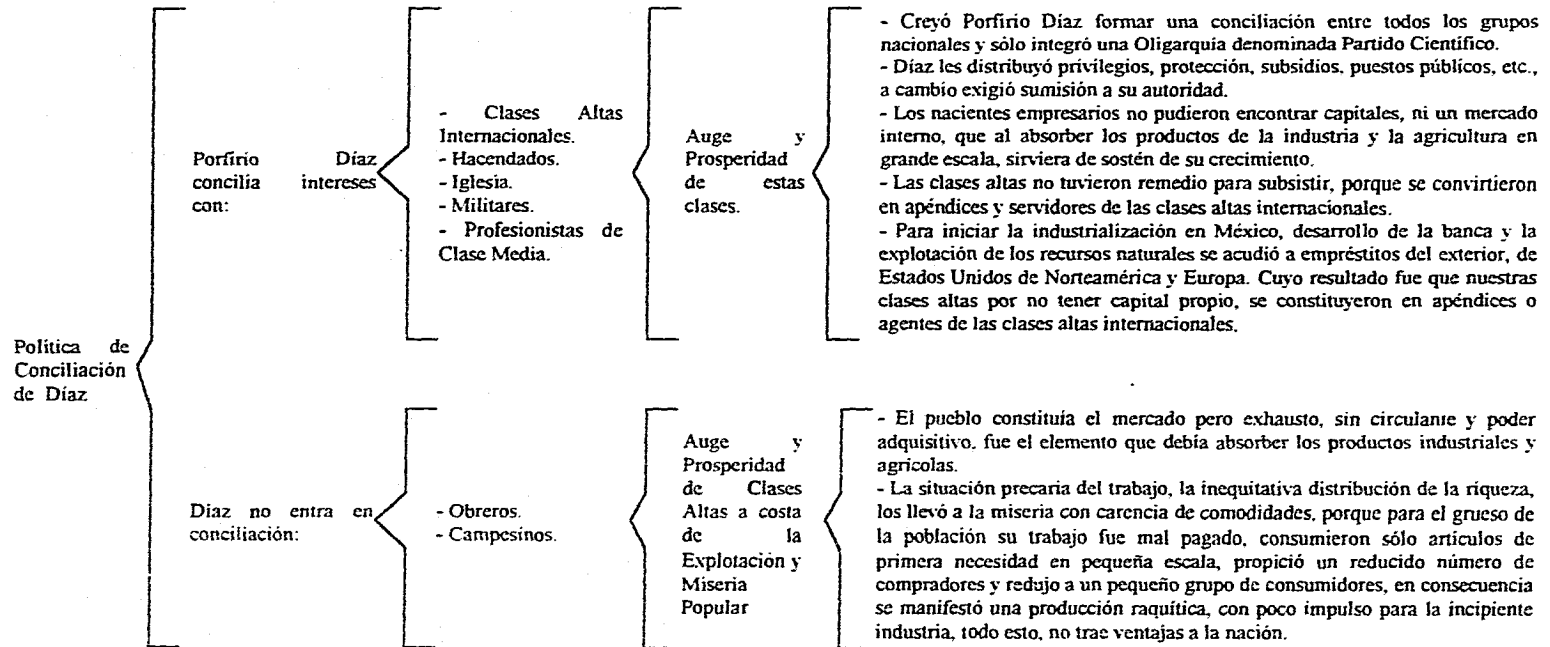 Política de
Conciliación
de Díaz
Porfirio Díaz
concilia intereses
con:
- Clases Altas
Internacionales.
- Hacendados.
- Iglesia.
- Militares.
- Profesionistas de
Clase Media.
Auge y
Prosperidad
de estas
clases.
- Creyó Porfirio Díaz formar una conciliación entre todos los grupos
nacionales y sólo integró una Oligarquía denominada Partido Científico.
- Díaz les distribuyó privilegios, protección, subsidios, puestos públicos, etc.,
a cambio exigió sumisión a su autoridad.
- Los nacientes empresarios no pudieron encontrar capitales, ni un mercado
interno, que al absorber los productos de la industria y la agricultura en
grande escala, sirviera de sostén de su crecimiento.
- Las clases altas no tuvieron remedio para subsistir, porque se convirtieron
en apéndices y servidores de las clases altas internacionales.
- Para iniciar la industrialización en México, desarrollo de la banca y la
explotación de los recursos naturales se acudió a empréstitos del exterior, de
Estados Unidos de Norteamérica y Europa. Cuyo resultado fue que nuestras
clases altas por no tener capital propio, se constituyeron en apéndices o
agentes de las clases altas internacionales.
Díaz no entra en
conciliación:
- Obreros.
- Campesinos.
Auge y
Prosperidad
de Clases
Altas a costa
de la
Explotación y
Miseria
Popular
- El pueblo constituía el mercado pero exhausto, sin circulante y poder
adquisitivo, fue el elemento que debía absorber los productos industriales y
agrícolas.
- La situación precaria del trabajo, la inequitativa distribución de la riqueza,
los llevó a la miseria con carencia de comodidades, porque para el grueso de
la población su trabajo fue mal pagado, consumieron sólo artículos de
primera necesidad en pequeña escala, propició un reducido número de
compradores y redujo a un pequeño grupo de consumidores, en consecuencia
se manifestó una producción raquítica, con poco impulso para la incipiente
industria, todo esto, no trae ventajas a la nación.